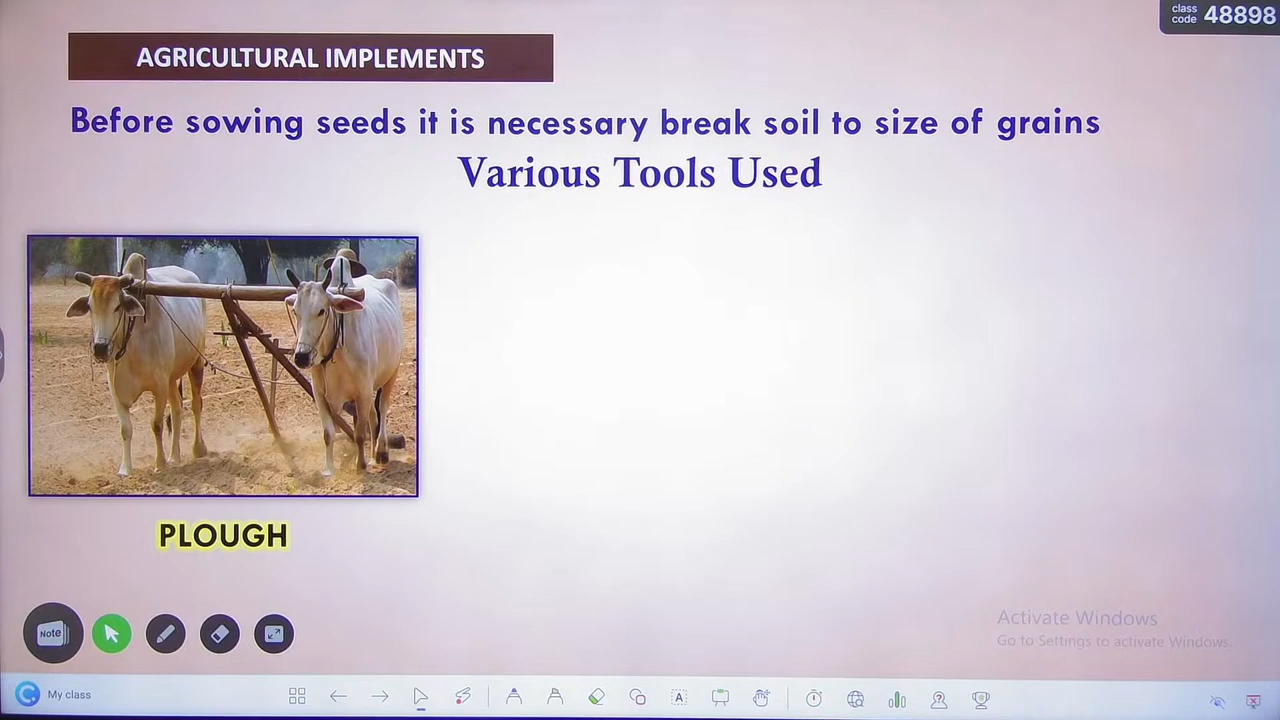 class code 48898
AGRICULTURAL IMPLEMENTS
Before sowing seeds it is necessary break soil to size of grains
Various Tools Used
PLOUGH
Note
Activate Windows
Go to Settings to activate Windows.
My class
A